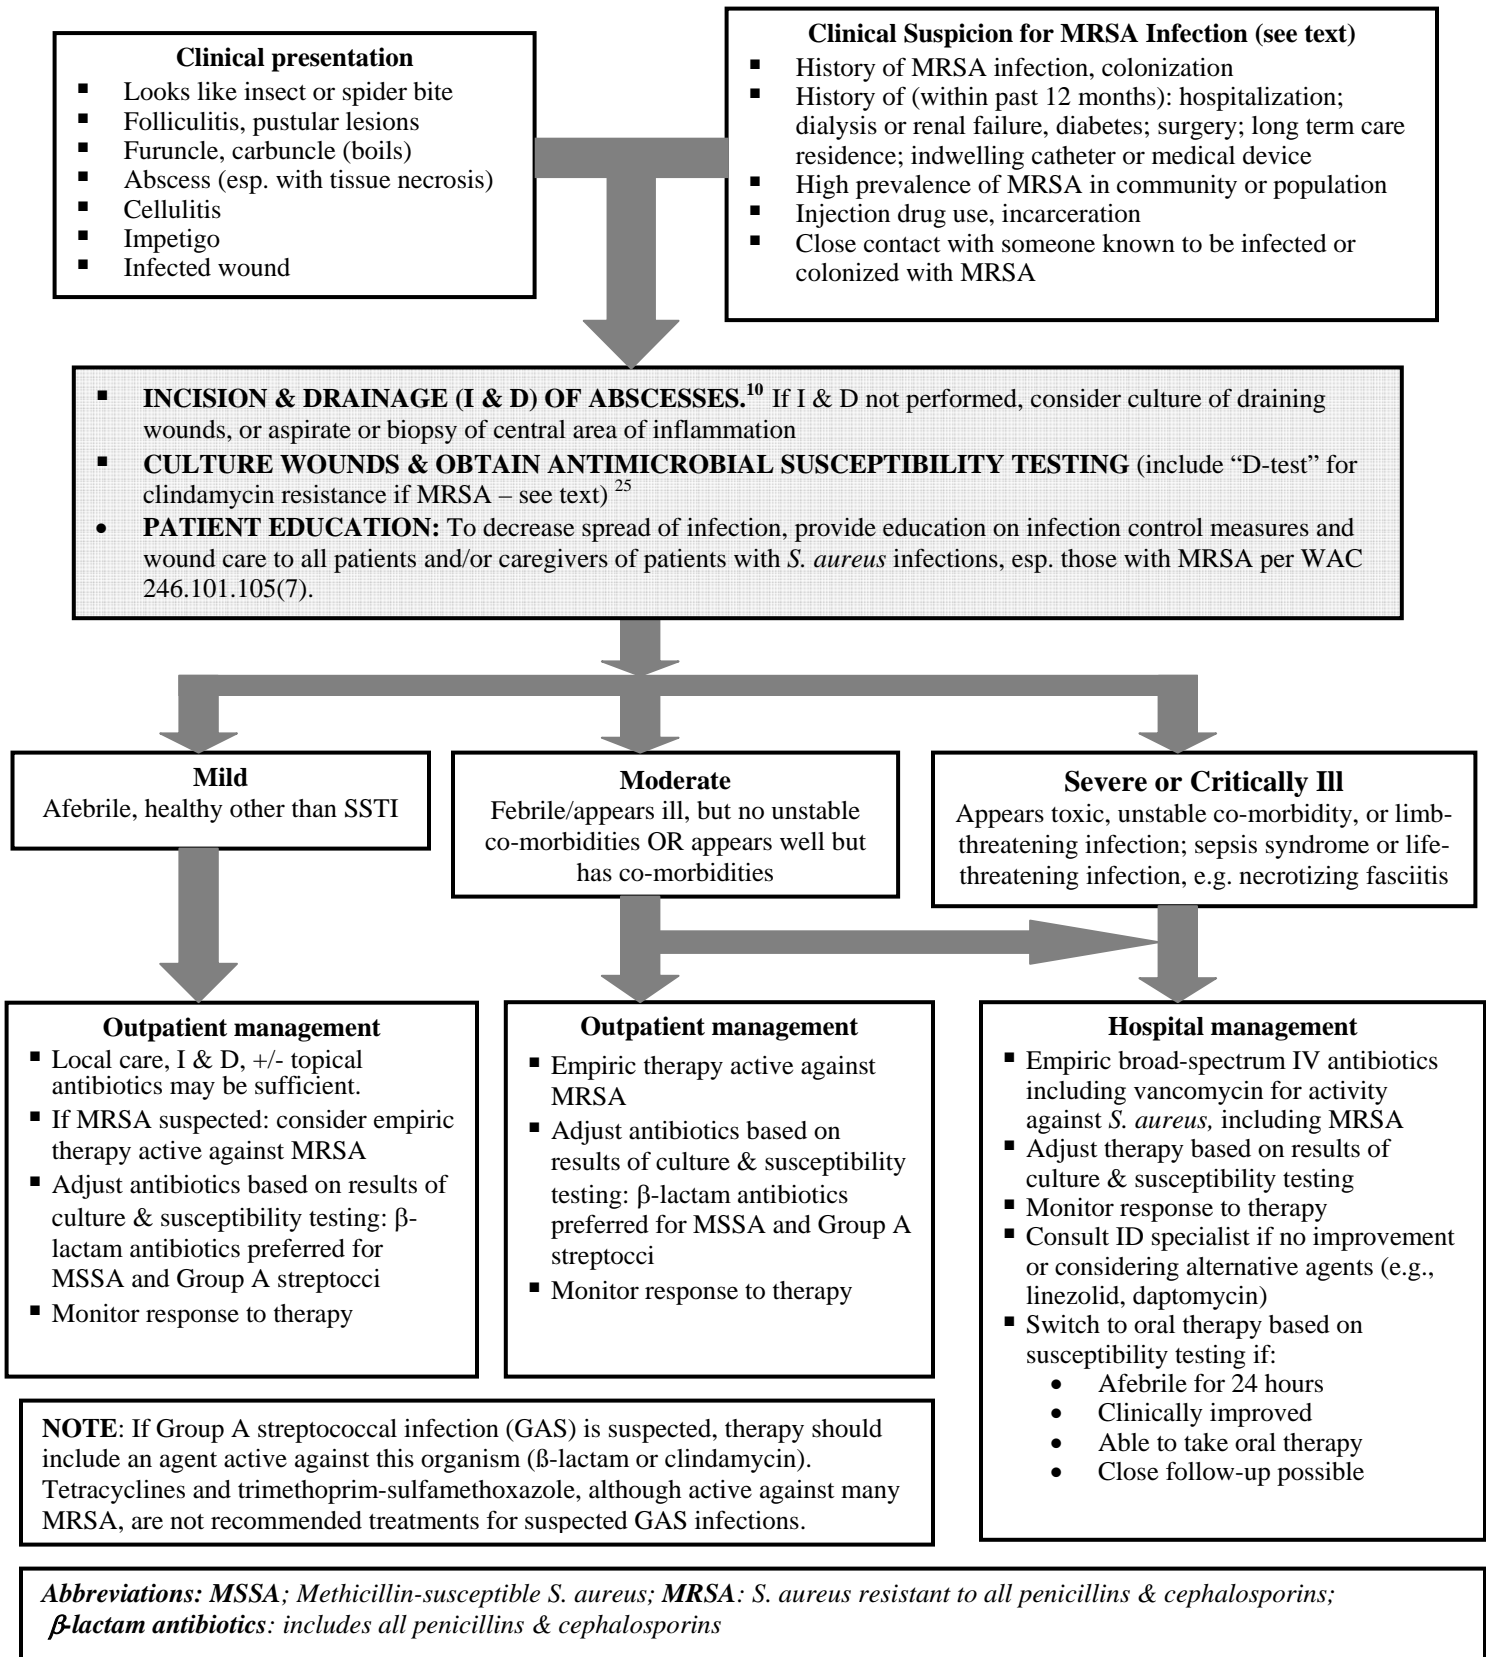 Clinical presentation
▪ Looks like insect or spider bite
▪ Folliculitis, pustular lesions
▪ Furuncle, carbuncle (boils)
▪ Abscess (esp. with tissue necrosis)
▪ Cellulitis
▪ Impetigo
▪ Infected wound
Clinical Suspicion for MRSA Infection (see text)
▪ History of MRSA infection, colonization
▪ History of (within past 12 months): hospitalization;
dialysis or renal failure, diabetes; surgery; long term care
residence; indwelling catheter or medical device
▪ High prevalence of MRSA in community or population
▪ Injection drug use, incarceration
▪ Close contact with someone known to be infected or
colonized with MRSA
▪ INCISION & DRAINAGE (I & D) OF ABSCESSES.10 If I & D not performed, consider culture of draining
wounds, or aspirate or biopsy of central area of inflammation
▪ CULTURE WOUNDS & OBTAIN ANTIMICROBIAL SUSCEPTIBILITY TESTING (include “D-test” for
clindamycin resistance if MRSA – see text) 25
• PATIENT EDUCATION: To decrease spread of infection, provide education on infection control measures and
wound care to all patients and/or caregivers of patients with S. aureus infections, esp. those with MRSA per WAC
246.101.105(7).
Mild
Afebrile, healthy other than SSTI
Moderate
Febrile/appears ill, but no unstable
co-morbidities OR appears well but
has co-morbidities
Severe or Critically Ill
Appears toxic, unstable co-morbidity, or limb-
threatening infection; sepsis syndrome or life-
threatening infection, e.g. necrotizing fasciitis
Outpatient management
▪ Local care, I & D, +/- topical
antibiotics may be sufficient.
▪ If MRSA suspected: consider empiric
therapy active against MRSA
▪ Adjust antibiotics based on results of
culture & susceptibility testing: β-
lactam antibiotics preferred for
MSSA and Group A streptocci
▪ Monitor response to therapy
Outpatient management
▪ Empiric therapy active against
MRSA
▪ Adjust antibiotics based on
results of culture & susceptibility
testing: β-lactam antibiotics
preferred for MSSA and Group A
streptocci
▪ Monitor response to therapy
Hospital management
▪ Empiric broad-spectrum IV antibiotics
including vancomycin for activity
against S. aureus, including MRSA
▪ Adjust therapy based on results of
culture & susceptibility testing
▪ Monitor response to therapy
▪ Consult ID specialist if no improvement
or considering alternative agents (e.g.,
linezolid, daptomycin)
▪ Switch to oral therapy based on
susceptibility testing if:
• Afebrile for 24 hours
• Clinically improved
• Able to take oral therapy
• Close follow-up possible
NOTE: If Group A streptococcal infection (GAS) is suspected, therapy should
include an agent active against this organism (ß-lactam or clindamycin).
Tetracyclines and trimethoprim-sulfamethoxazole, although active against many
MRSA, are not recommended treatments for suspected GAS infections.
Abbreviations: MSSA; Methicillin-susceptible S. aureus; MRSA: S. aureus resistant to all penicillins & cephalosporins;
β-lactam antibiotics: includes all penicillins & cephalosporins